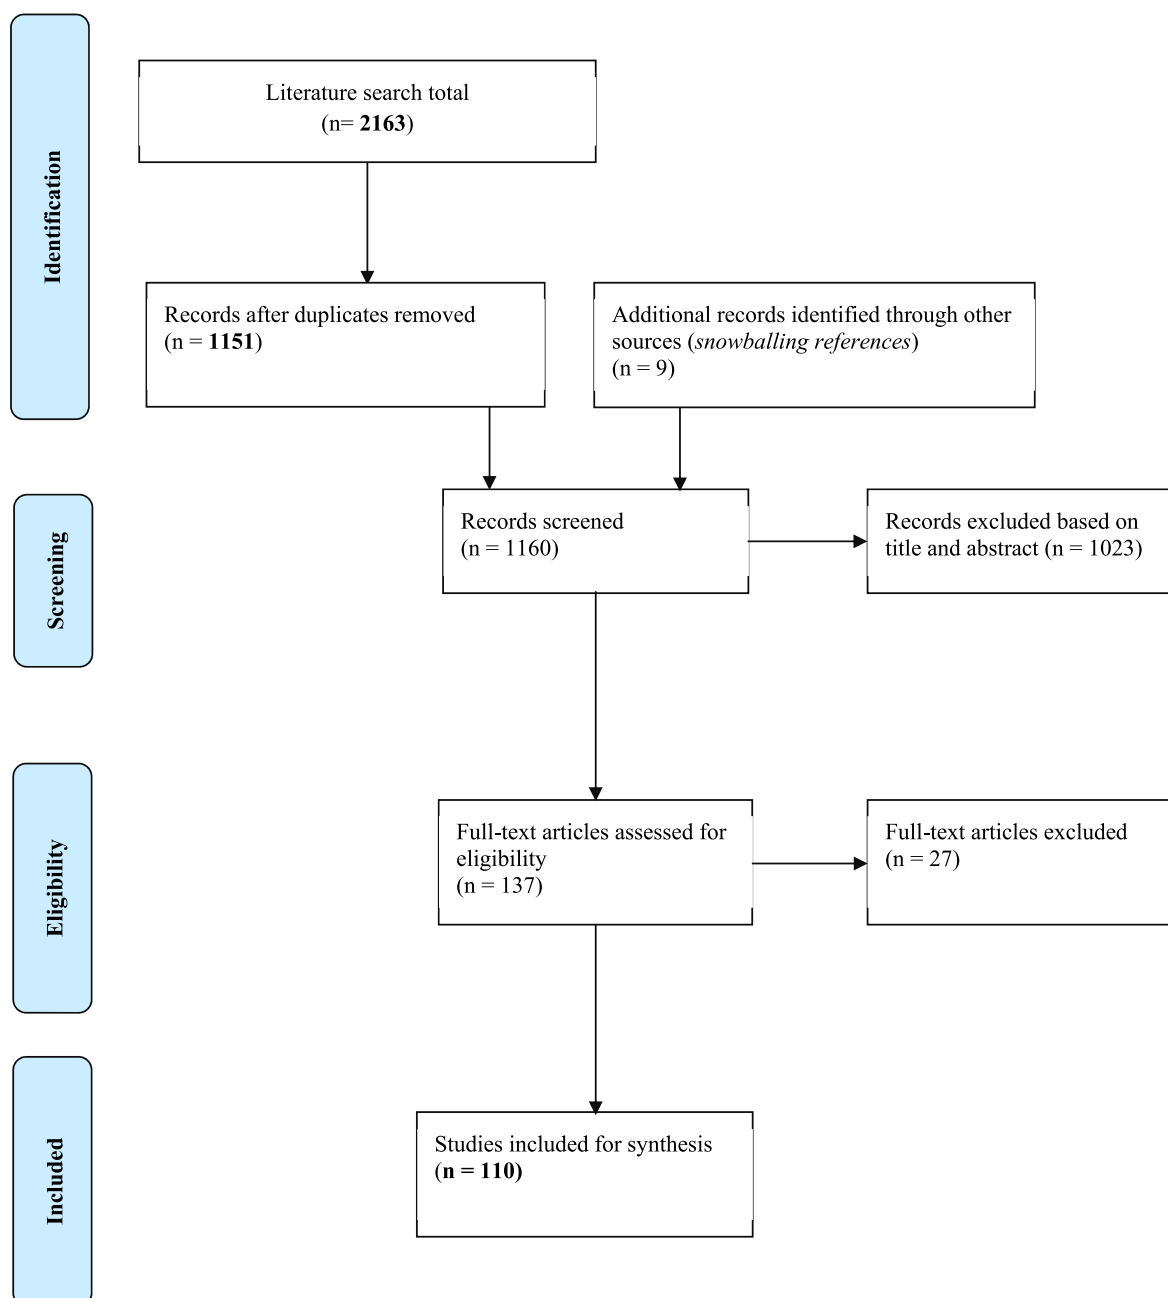 Identification
Literature search total
(n= 2163)
Records after duplicates removed
(n = 1151)
Additional records identified through other
sources (snowballing references)
(n = 9)
Screening
Records screened
(n = 1160)
Records excluded based on
title and abstract (n = 1023)
Eligibility
Full-text articles assessed for
eligibility
(n = 137)
Full-text articles excluded
(n = 27)
Included
Studies included for synthesis
(n = 110)